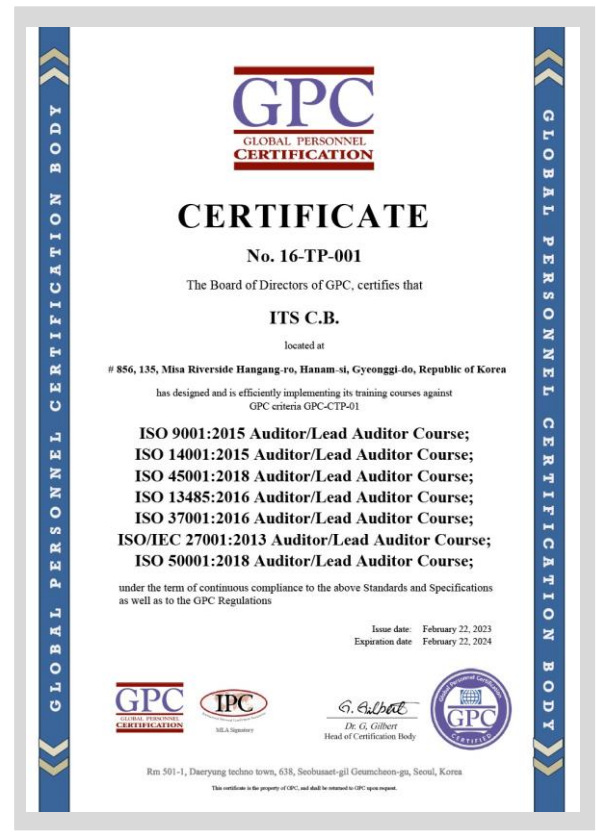 GLOBAL PERSONNEL CERTIFICATION BODY
GPC
GLOBAL PERSONNEL
CERTIFICATION
CERTIFICATE
No. 16-TP-001
The Board of Directors of GPC, certifies that
ITS C.B.
located at
# 856, 135, Misa Riverside Hangang-ro, Hanam-si, Gyeonggi-do, Republic of Korea
has designed and is efficiently implementing its training courses against
GPC criteria GPC-CTP-01
ISO 9001:2015 Auditor/Lead Auditor Course;
ISO 14001:2015 Auditor/Lead Auditor Course;
ISO 45001:2018 Auditor/Lead Auditor Course;
ISO 13485:2016 Auditor/Lead Auditor Course;
ISO 37001:2016 Auditor/Lead Auditor Course;
ISO/IEC 27001:2013 Auditor/Lead Auditor Course;
ISO 50001:2018 Auditor/Lead Auditor Course;
under the term of continuous compliance to the above Standards and Specifications
as well as to the GPC Regulations
Issue date: February 22, 2023
Expiration date February 22, 2024
GPC
GLOBAL PERSONNEL
CERTIFICATION
IPC
MLA Signatory
G. Gilbert
Dr. G, Gilbert
Head of Certification Body
Global Personnel Certification
GPC
CERTIFIED
Rm 501-1, Daeryung techno town, 638, Seobusaet-gil Geumcheon-gu, Seoul, Korea
This certificate is the property of GPC, and shall be returned to GPC upon request.
GLOBAL PERSONNEL CERTIFICATION BODY